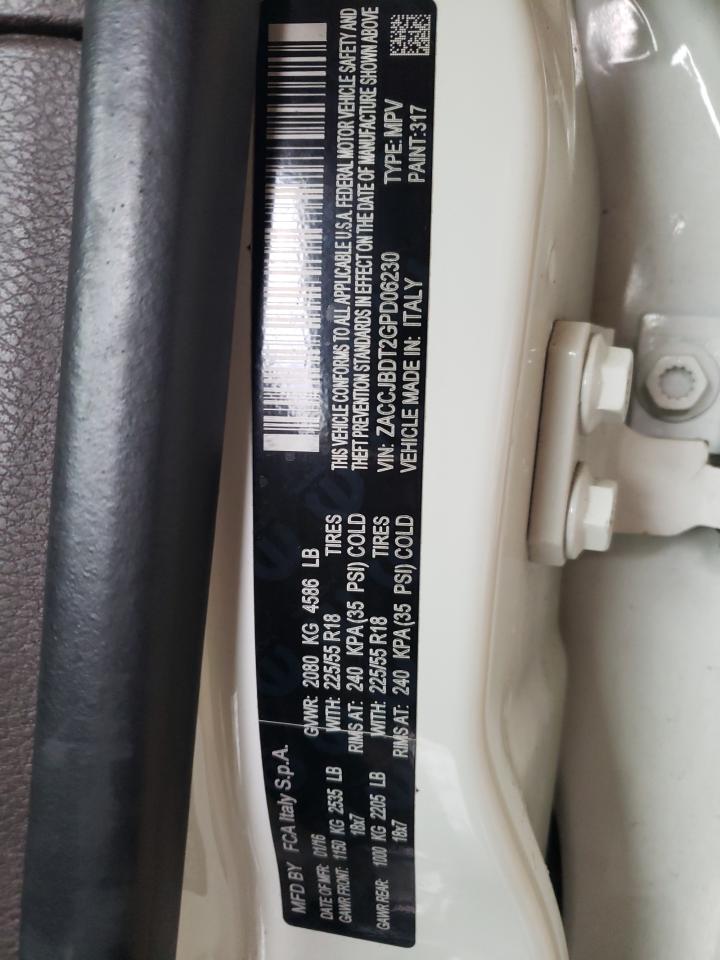 MFD BY FCA Italy S.p.A.
DATE OF MFR: 01/16 GVWR: 2080 KG 4586 LB
GAWR FRONT: 1150 KG 2535 LB WITH: 225/55 R18 TIRES
18x7 RIMS AT: 240 KPA(35 PSI) COLD
GAWR REAR: 1000 KG 2205 LB WITH: 225/55 R18 TIRES
18x7 RIMS AT: 240 KPA(35 PSI) COLD
THIS VEHICLE CONFORMS TO ALL APPLICABLE U.S.A. FEDERAL MOTOR VEHICLE SAFETY AND
THEFT PREVENTION STANDARDS IN EFFECT ON THE DATE OF MANUFACTURE SHOWN ABOVE
VIN: ZACCJBDT2GPD06230 TYPE: MPV
VEHICLE MADE IN: ITALY PAINT:317